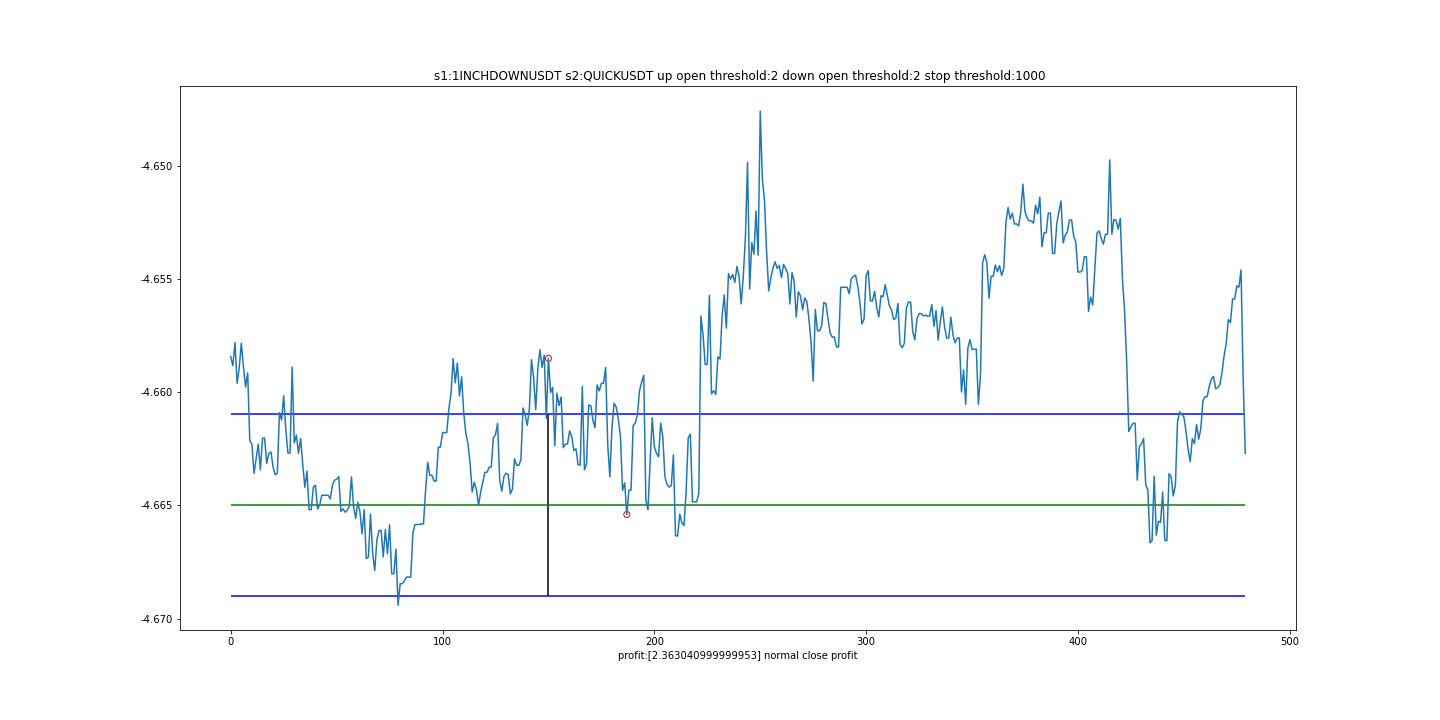 s1:1INCHDOWNUSDT s2:QUICKUSDT up open threshold:2 down open threshold:2 stop threshold:1000
-4.650
-4.655
-4.660
-4.665
-4.670
0 100 200 300 400 500
profit:[2.363040999999953] normal close profit